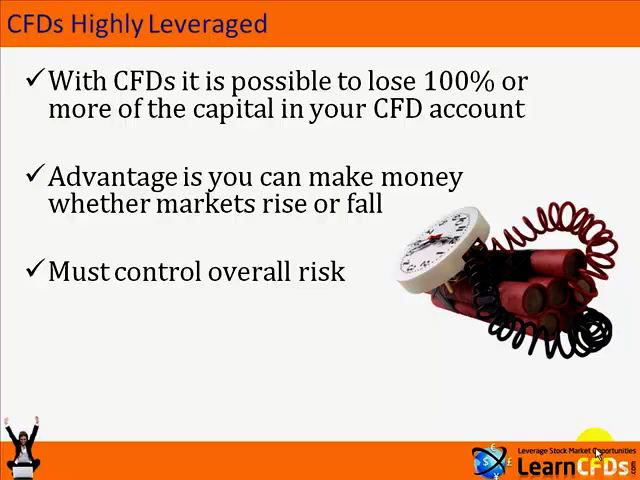 CFDs Highly Leveraged
✓ With CFDs it is possible to lose 100% or
more of the capital in your CFD account
✓ Advantage is you can make money
whether markets rise or fall
✓ Must control overall risk
Leverage Stock Market Opportunities
LearnCFDs.com